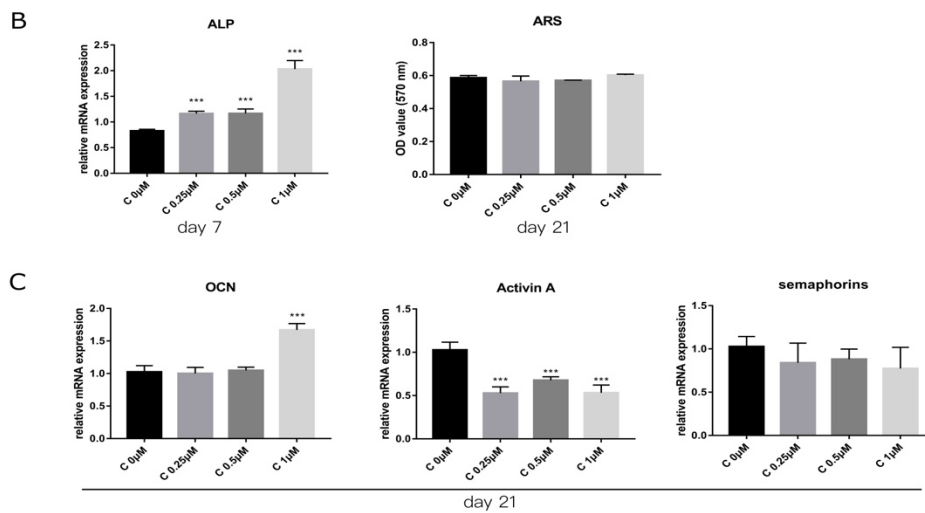 B
ALP
relative mRNA expression
2.5
2.0
1.5
1.0
0.5
0.0
***
***
***
C 0µM
C 0.25µM
C 0.5µM
C 1µM
day 7
ARS
OD value (570 nm)
0.8
0.6
0.4
0.2
0.0
C 0µM
C 0.25µM
C 0.5µM
C 1µM
day 21
C
OCN
relative mRNA expression
2.0
1.5
1.0
0.5
0.0
***
C 0µM
C 0.25µM
C 0.5µM
C 1µM
Activin A
relative mRNA expression
1.5
1.0
0.5
0.0
***
***
***
C 0µM
C 0.25µM
C 0.5µM
C 1µM
semaphorins
relative mRNA expression
1.5
1.0
0.5
0.0
C 0µM
C 0.25µM
C 0.5µM
C 1µM
day 21